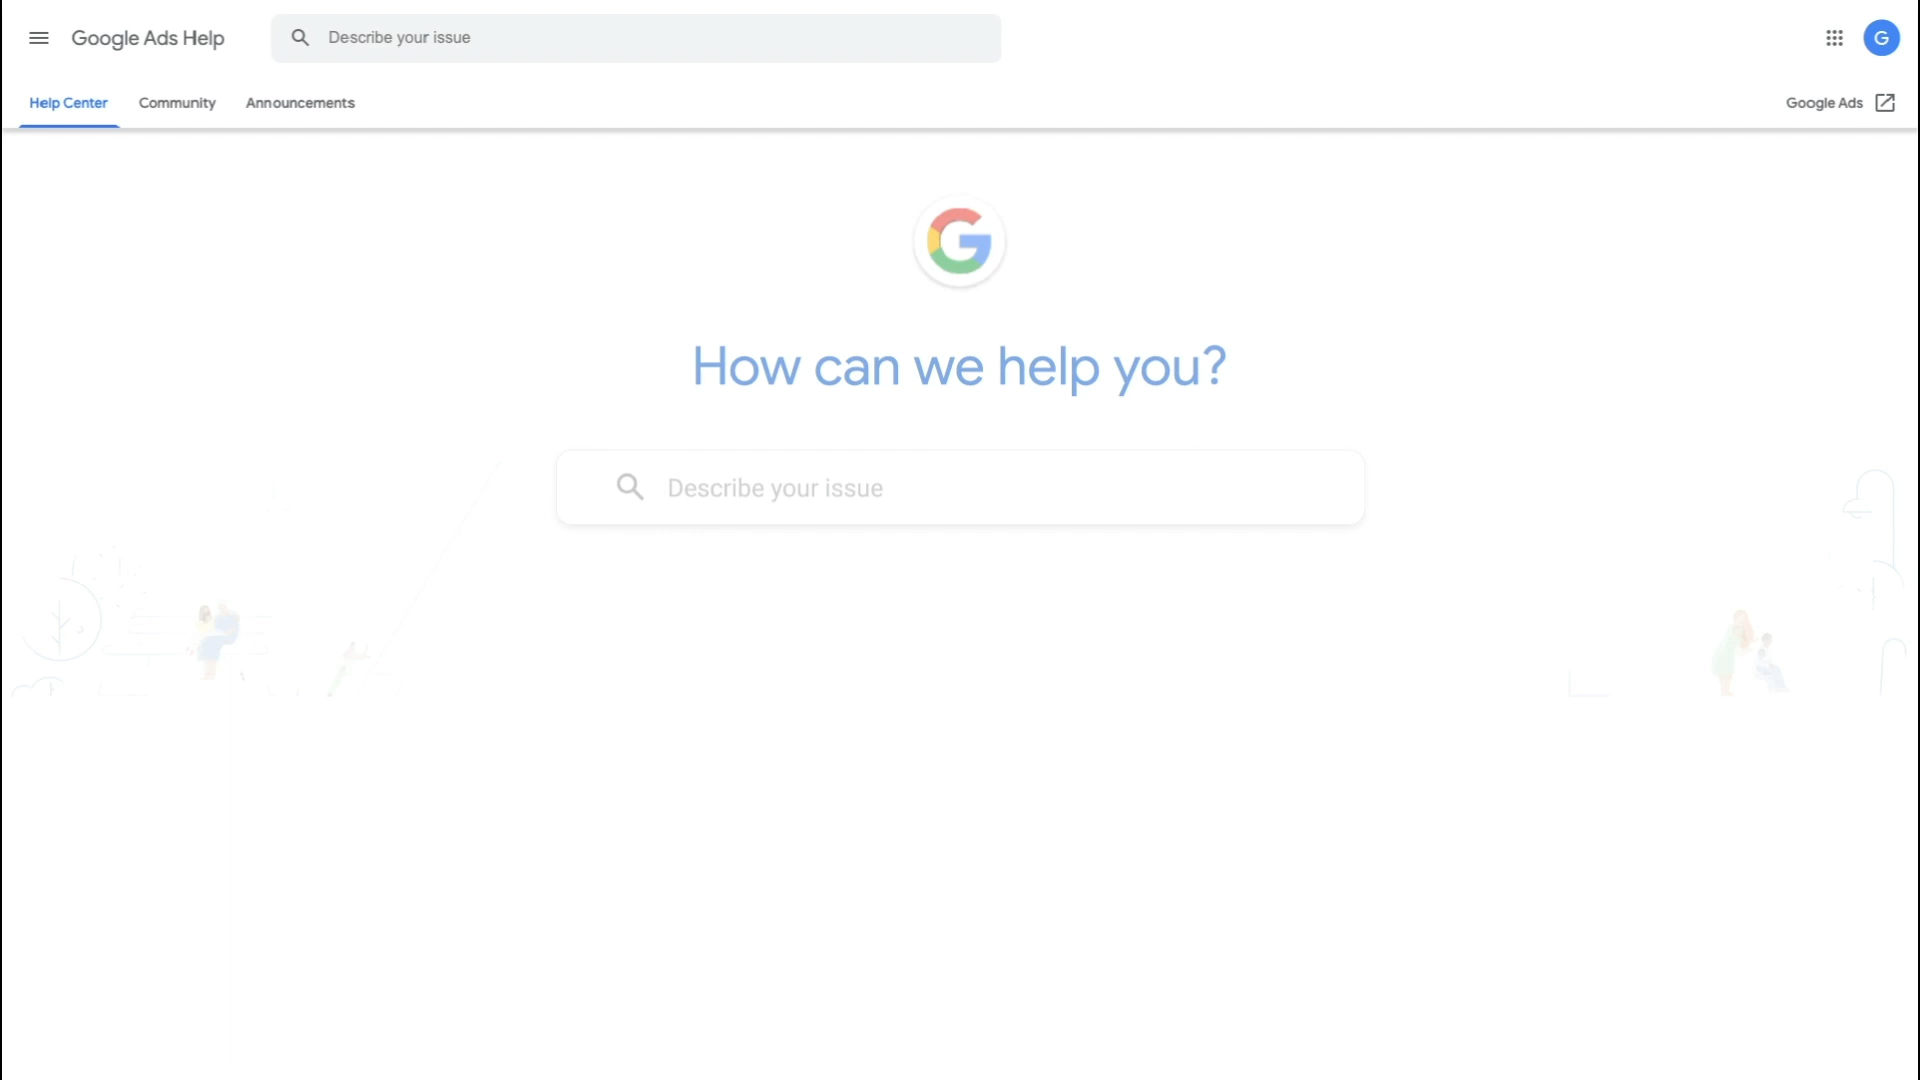 Google Ads Help
Describe your issue
G
Help Center
Community
Announcements
Google Ads
G
How can we help you?
Describe your issue